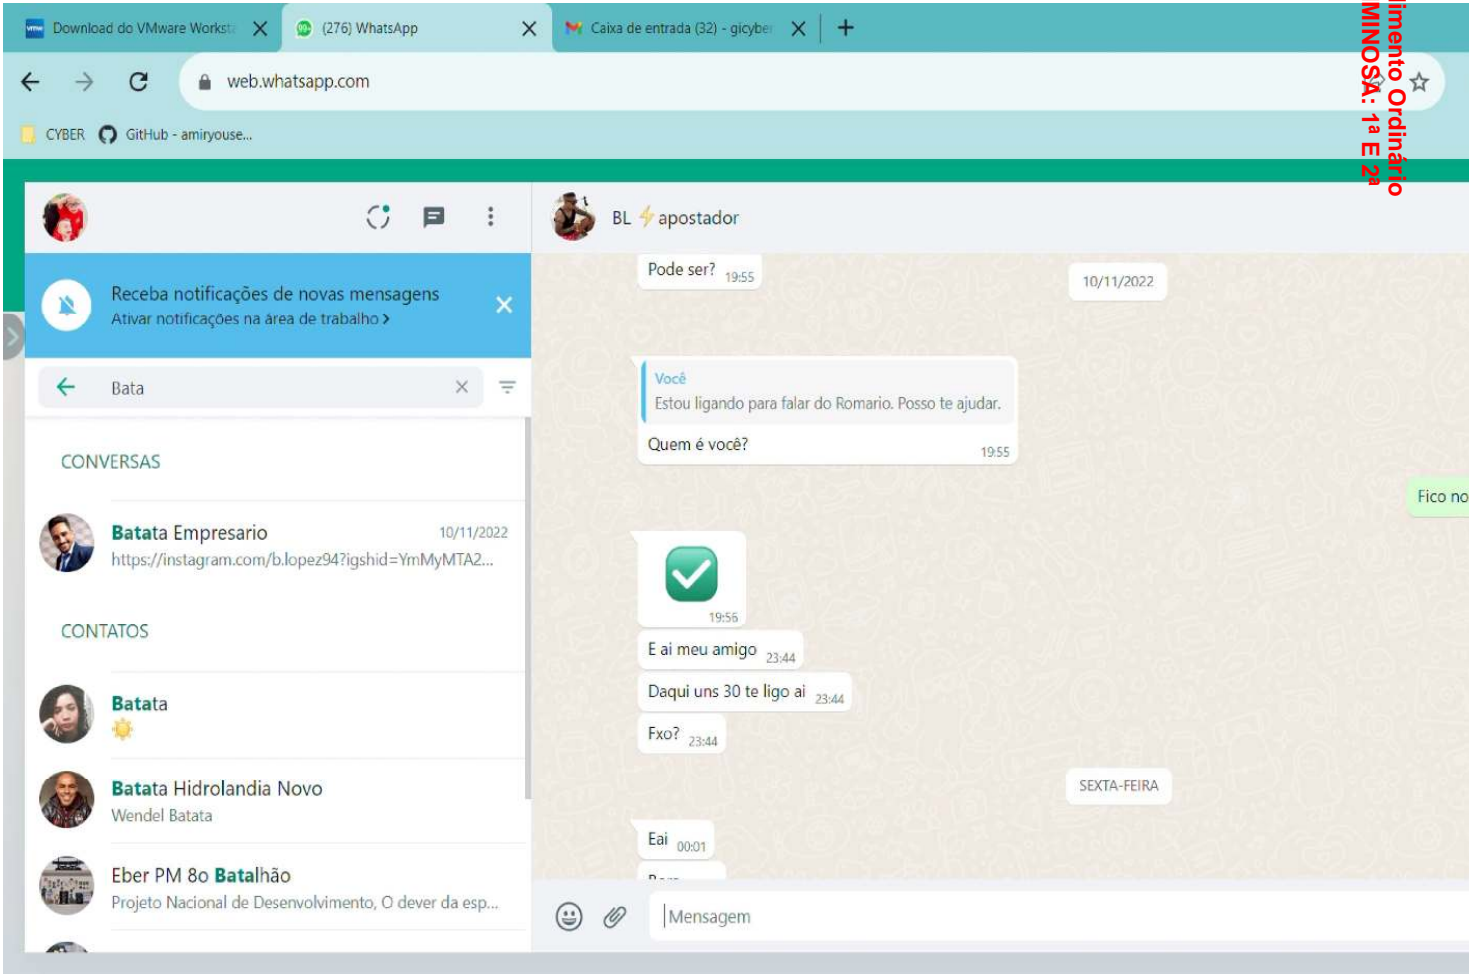 Download do VMware Worksta
(276) WhatsApp
Caixa de entrada (32) - gicyber
web.whatsapp.com
CYBER
GitHub - amiryouse...
limento Ordinário
MINOSA: 1ª E 2ª
BL ⚡ apostador
Receba notificações de novas mensagens
Ativar notificações na área de trabalho >
Bata
CONVERSAS
Batata Empresario 10/11/2022
https://instagram.com/b.lopez94?igshid=YmMyMTA2...
CONTATOS
Batata
Batata Hidrolandia Novo
Wendel Batata
Eber PM 8o Batalhão
Projeto Nacional de Desenvolvimento, O dever da esp...
Pode ser? 19:55
10/11/2022
Você
Estou ligando para falar do Romario. Posso te ajudar.
Quem é você? 19:55
Fico no
19:56
E ai meu amigo 23:44
Daqui uns 30 te ligo ai 23:44
Fxo? 23:44
SEXTA-FEIRA
Eai 00:01
Mensagem